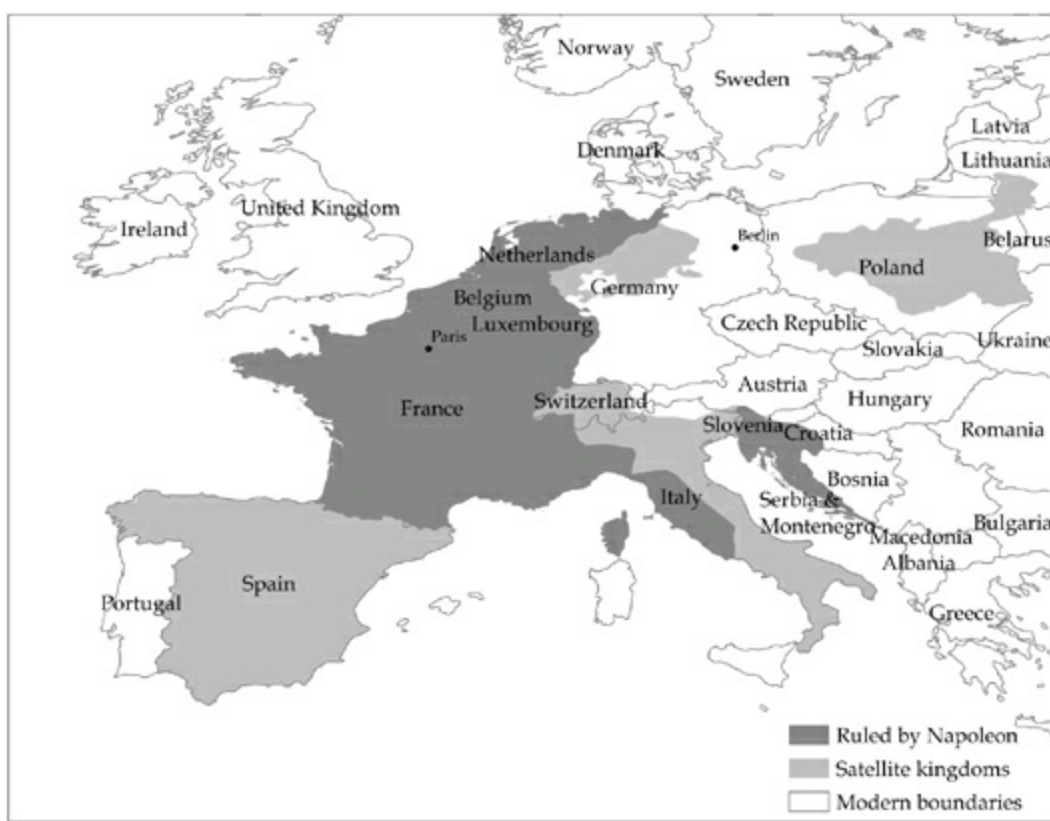 Norway
Sweden
Latvia
Denmark
Lithuania
United Kingdom
Ireland
Berlin
Belarus
Netherlands
Poland
Germany
Belgium
Luxembourg
Czech Republic
Paris
Ukraine
Slovakia
Austria
Switzerland
Hungary
France
Slovenia
Croatia
Romania
Bosnia
Italy
Serbia &
Montenegro
Bulgaria
Macedonia
Albania
Spain
Portugal
Greece
Ruled by Napoleon
Satellite kingdoms
Modern boundaries